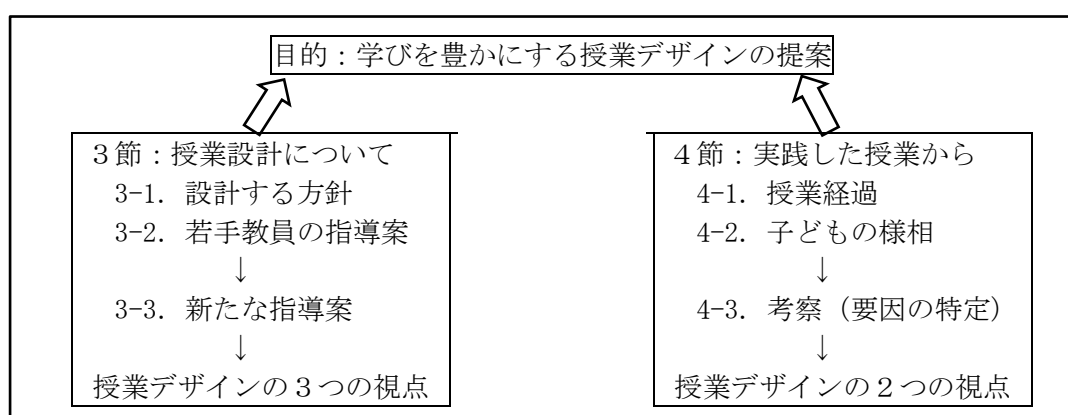 目的：学びを豊かにする授業デザインの提案
３節：授業設計について
3-1．設計する方針
3-2．若手教員の指導案
↓
3-3．新たな指導案
↓
授業デザインの３つの視点
４節：実践した授業から
4-1．授業経過
4-2．子どもの様相
↓
4-3．考察（要因の特定）
↓
授業デザインの２つの視点